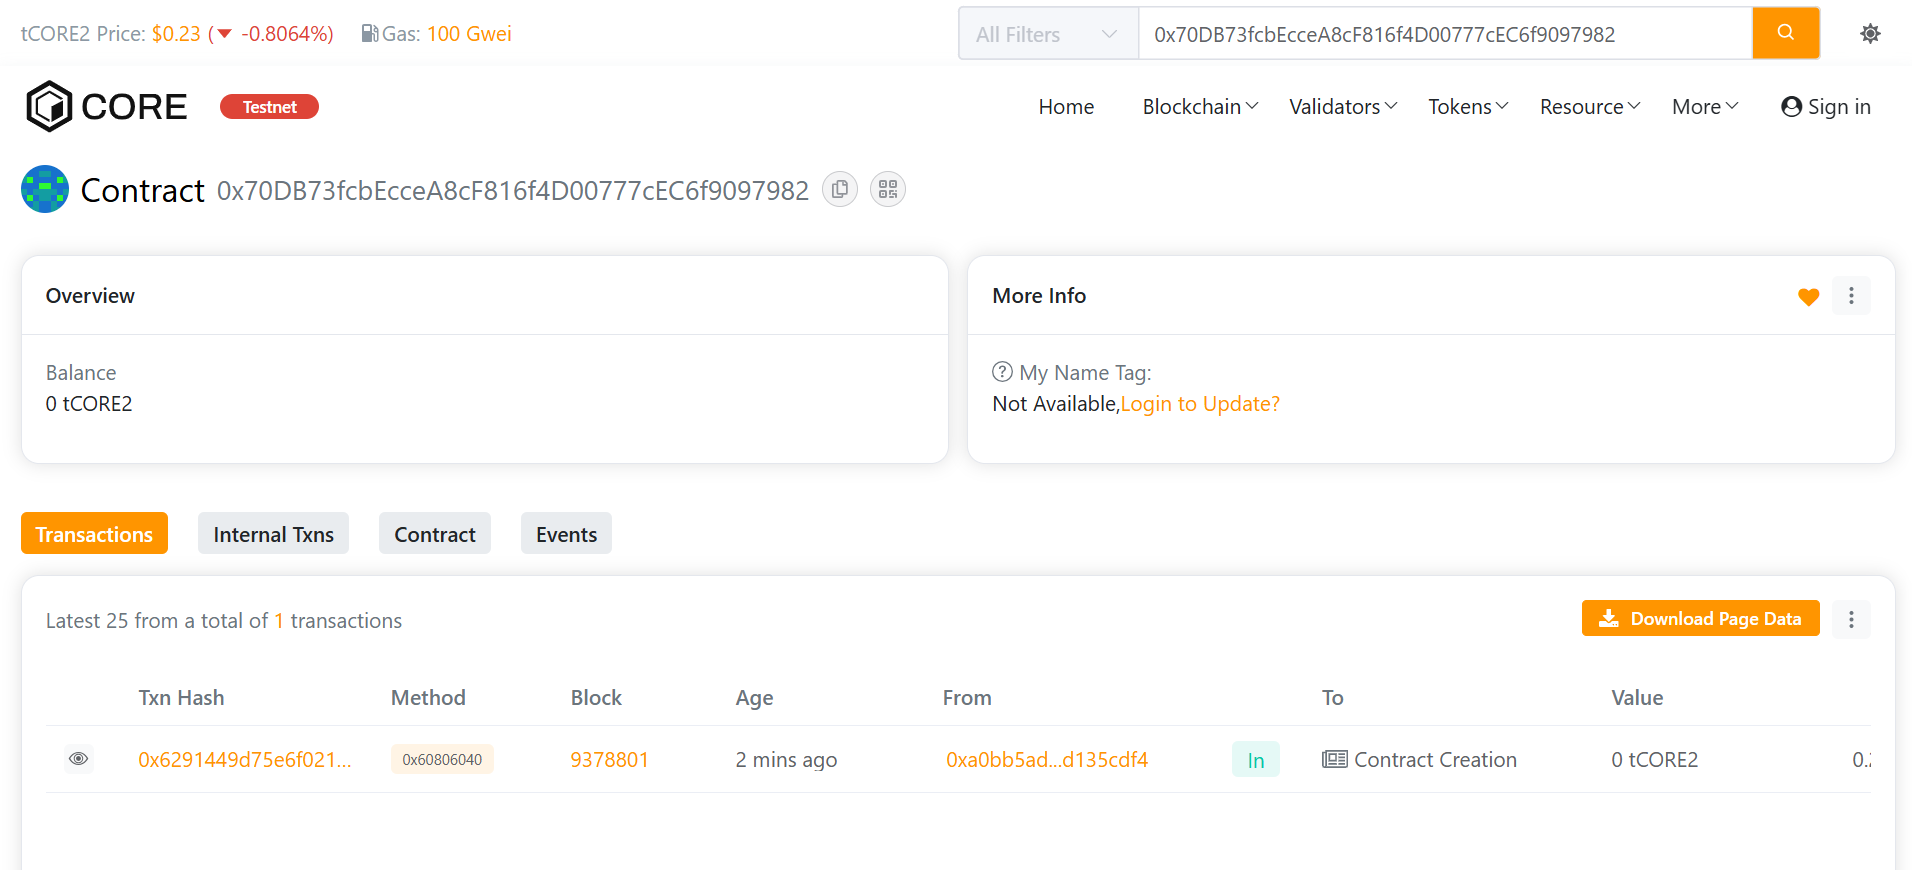 tCORE2 Price: $0.23 (▼ -0.8064%) Gas: 100 Gwei
All Filters
0x70DB73fcbEcceA8cF816f4D00777cEC6f9097982
CORE Testnet
Home Blockchain Validators Tokens Resource More Sign in
Contract 0x70DB73fcbEcceA8cF816f4D00777cEC6f9097982
Overview
Balance
0 tCORE2
More Info
My Name Tag:
Not Available,Login to Update?
Transactions Internal Txns Contract Events
Latest 25 from a total of 1 transactions
Download Page Data
Txn Hash Method Block Age From To Value
0x6291449d75e6f021... 0x60806040 9378801 2 mins ago 0xa0bb5ad...d135cdf4 In Contract Creation 0 tCORE2